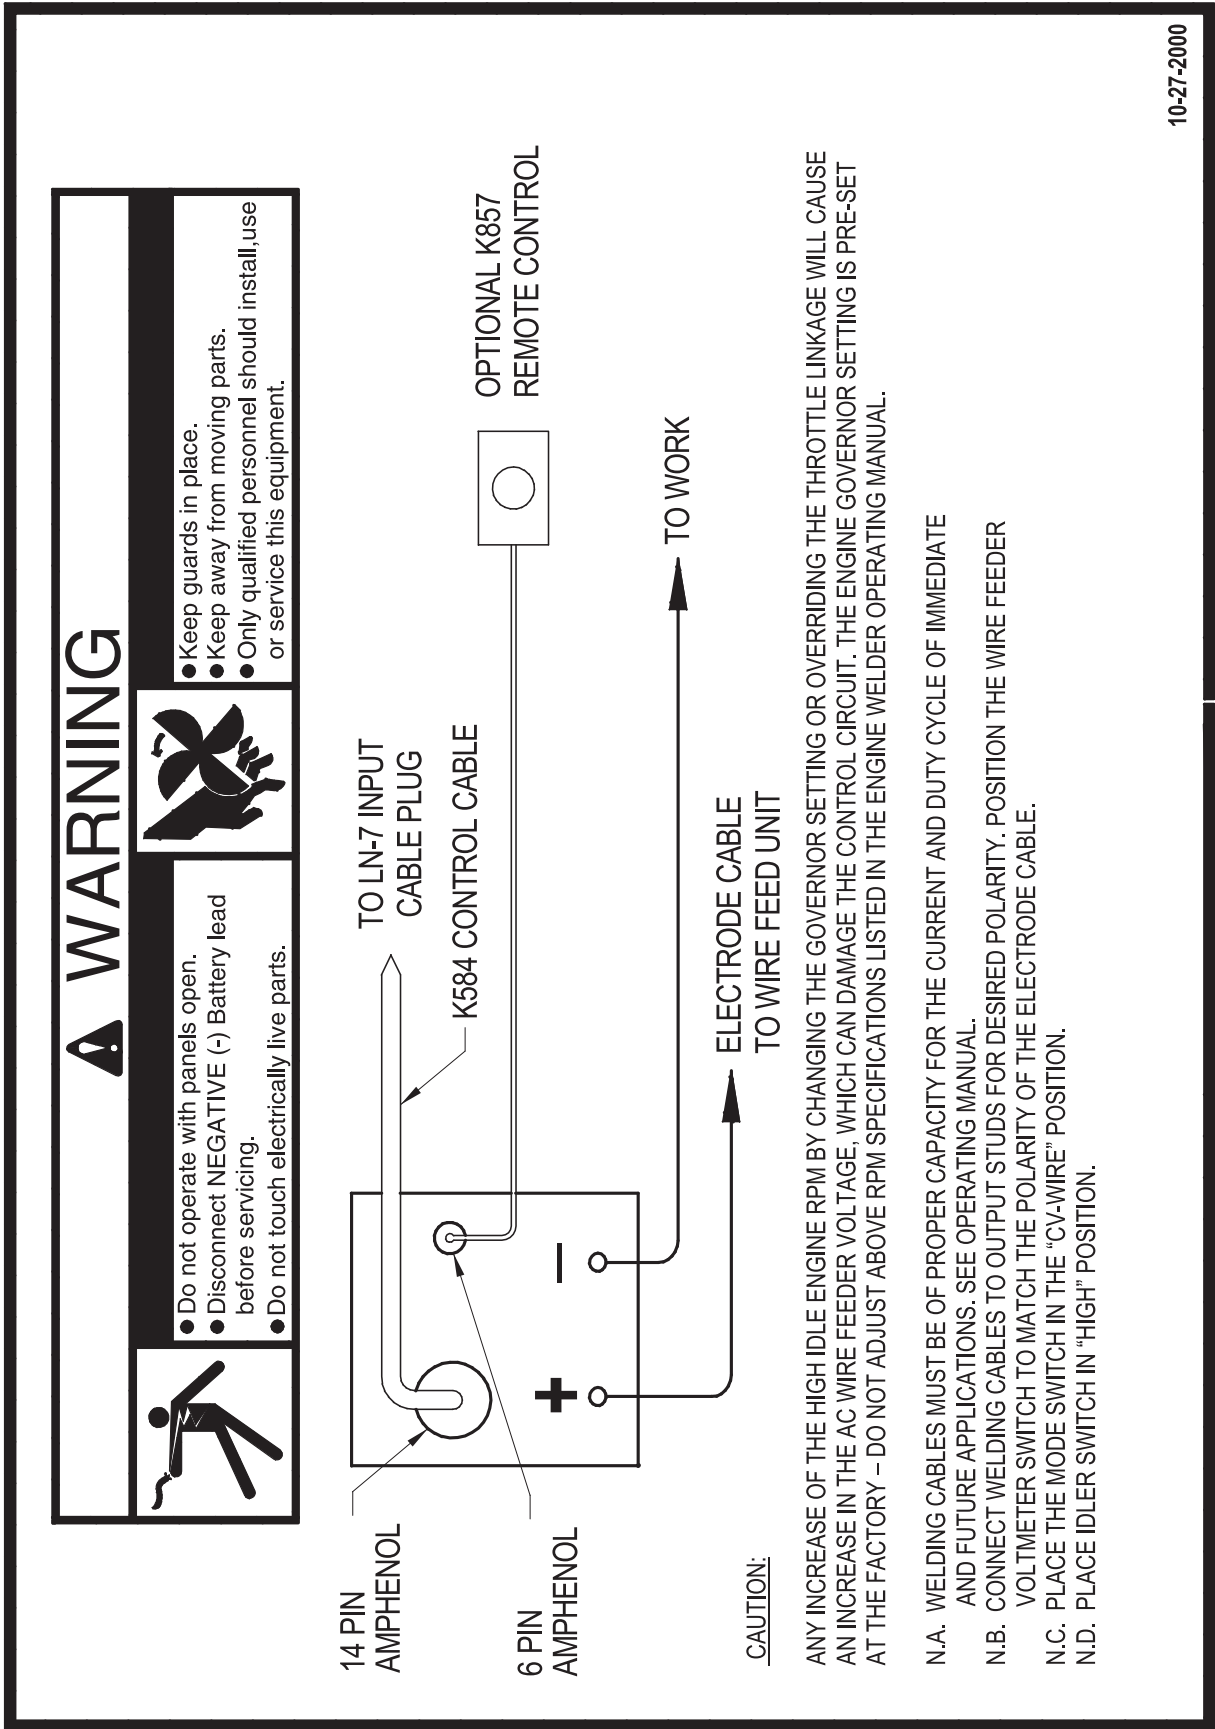 WARNING
● Do not operate with panels open.
● Disconnect NEGATIVE (-) Battery lead
before servicing.
● Do not touch electrically live parts.
● Keep guards in place.
● Keep away from moving parts.
● Only qualified personnel should install,use
or service this equipment.
14 PIN
AMPHENOL
6 PIN
AMPHENOL
TO LN-7 INPUT
CABLE PLUG
K584 CONTROL CABLE
OPTIONAL K857
REMOTE CONTROL
+
–
TO WORK
ELECTRODE CABLE
TO WIRE FEED UNIT
CAUTION:
ANY INCREASE OF THE HIGH IDLE ENGINE RPM BY CHANGING THE GOVERNOR SETTING OR OVERRIDING THE THROTTLE LINKAGE WILL CAUSE
AN INCREASE IN THE AC WIRE FEEDER VOLTAGE, WHICH CAN DAMAGE THE CONTROL CIRCUIT. THE ENGINE GOVERNOR SETTING IS PRE-SET
AT THE FACTORY – DO NOT ADJUST ABOVE RPM SPECIFICATIONS LISTED IN THE ENGINE WELDER OPERATING MANUAL.
N.A. WELDING CABLES MUST BE OF PROPER CAPACITY FOR THE CURRENT AND DUTY CYCLE OF IMMEDIATE
AND FUTURE APPLICATIONS. SEE OPERATING MANUAL.
N.B. CONNECT WELDING CABLES TO OUTPUT STUDS FOR DESIRED POLARITY. POSITION THE WIRE FEEDER
VOLTMETER SWITCH TO MATCH THE POLARITY OF THE ELECTRODE CABLE.
N.C. PLACE THE MODE SWITCH IN THE “CV-WIRE” POSITION.
N.D. PLACE IDLER SWITCH IN “HIGH” POSITION.
10-27-2000